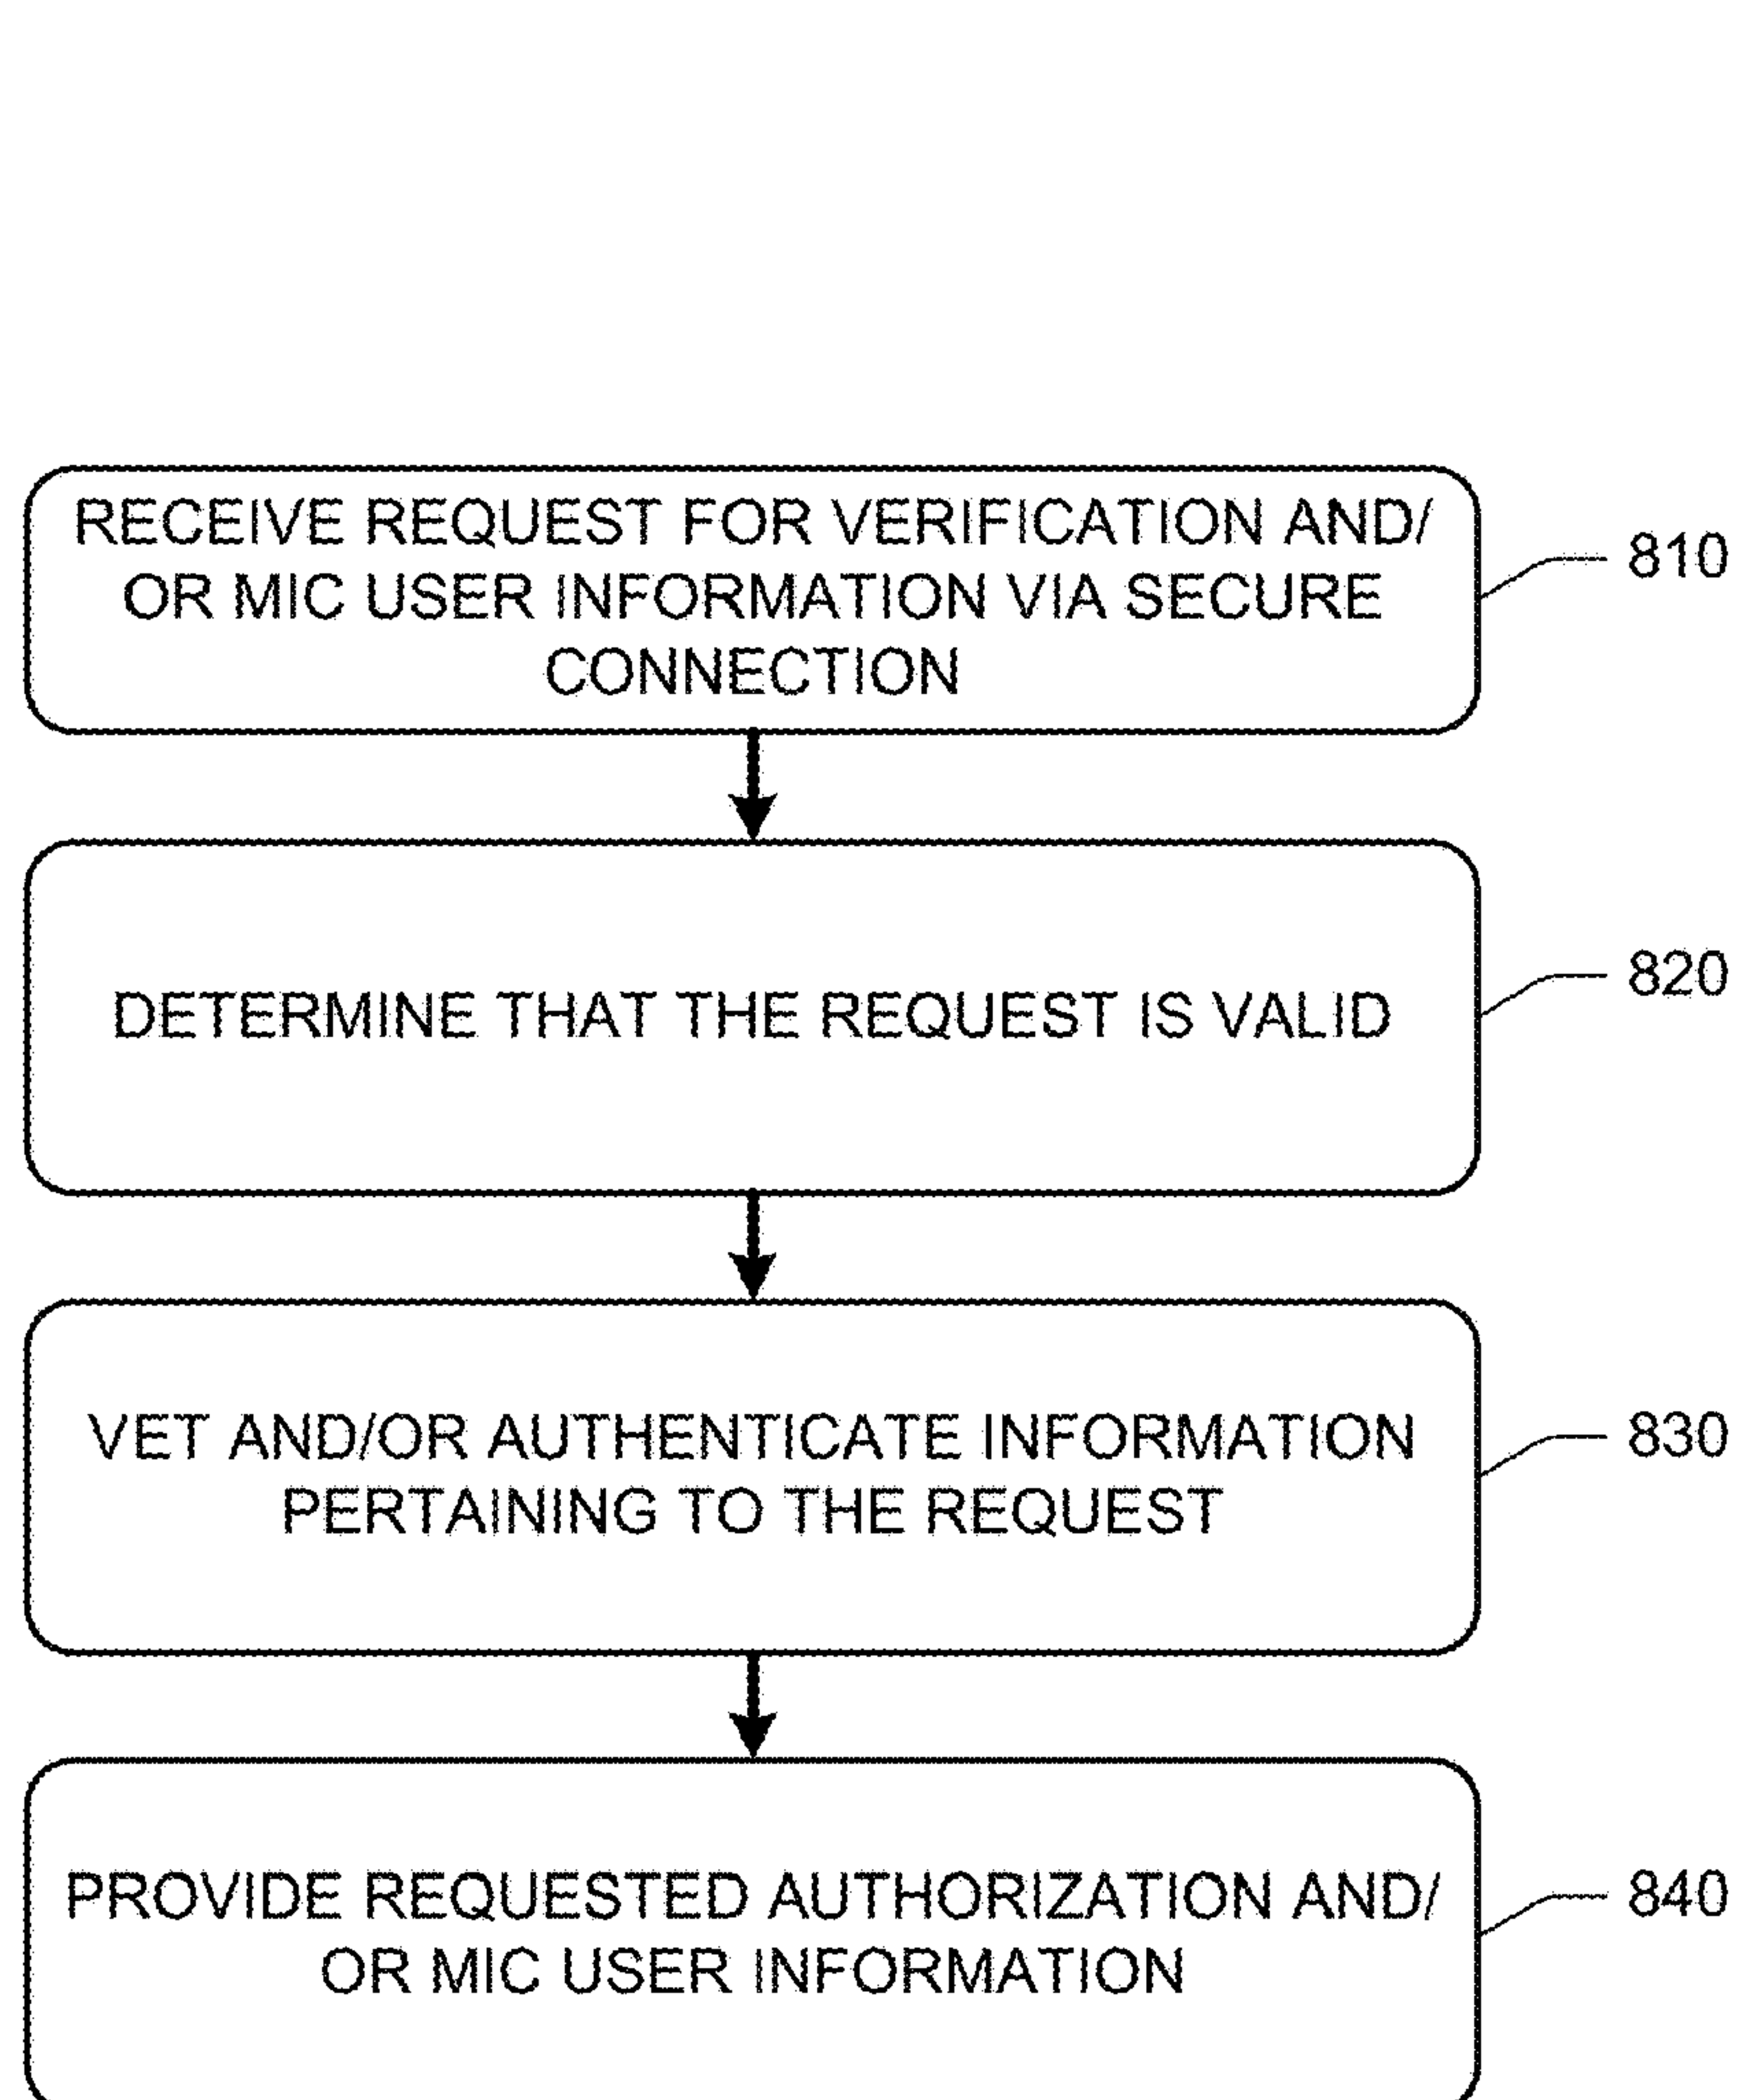 RECEIVE REQUEST FOR VERIFICATION AND/
OR MIC USER INFORMATION VIA SECURE
CONNECTION
810
DETERMINE THAT THE REQUEST IS VALID
820
VET AND/OR AUTHENTICATE INFORMATION
PERTAINING TO THE REQUEST
830
PROVIDE REQUESTED AUTHORIZATION AND/
OR MIC USER INFORMATION
840